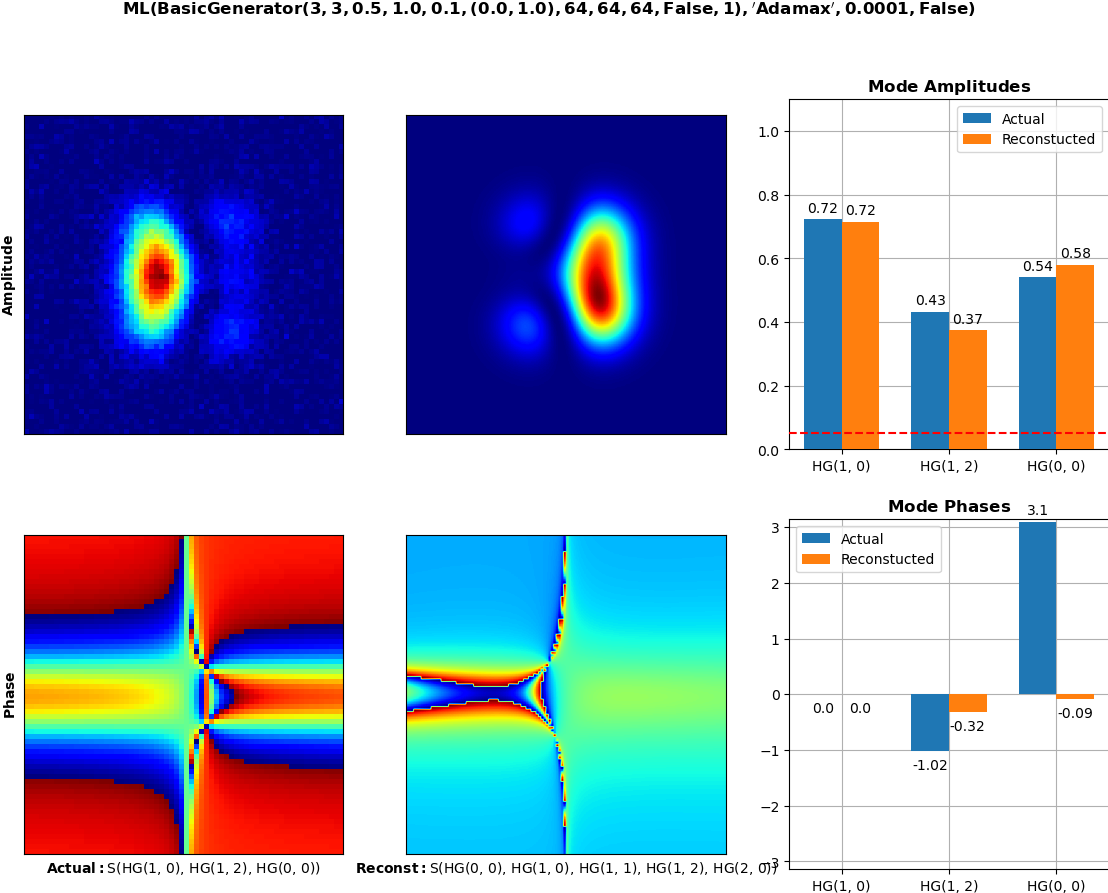 ML(BasicGenerator(3, 3, 0.5, 1.0, 0.1, (0.0, 1.0), 64, 64, 64, False, 1), 'Adamax', 0.0001, False)
Amplitude
Mode Amplitudes
Actual
Reconstucted
1.0
0.8
0.6
0.4
0.2
0.0
0.72 0.72
0.43 0.37
0.54 0.58
HG(1, 0) HG(1, 2) HG(0, 0)
Phase
Mode Phases
Actual
Reconstucted
3
2
1
0
−1
−2
−3
0.0 0.0
-1.02 -0.32
3.1 -0.09
HG(1, 0) HG(1, 2) HG(0, 0)
Actual: S(HG(1, 0), HG(1, 2), HG(0, 0))
Reconst: S(HG(0, 0), HG(1, 0), HG(1, 1), HG(1, 2), HG(2, 0))